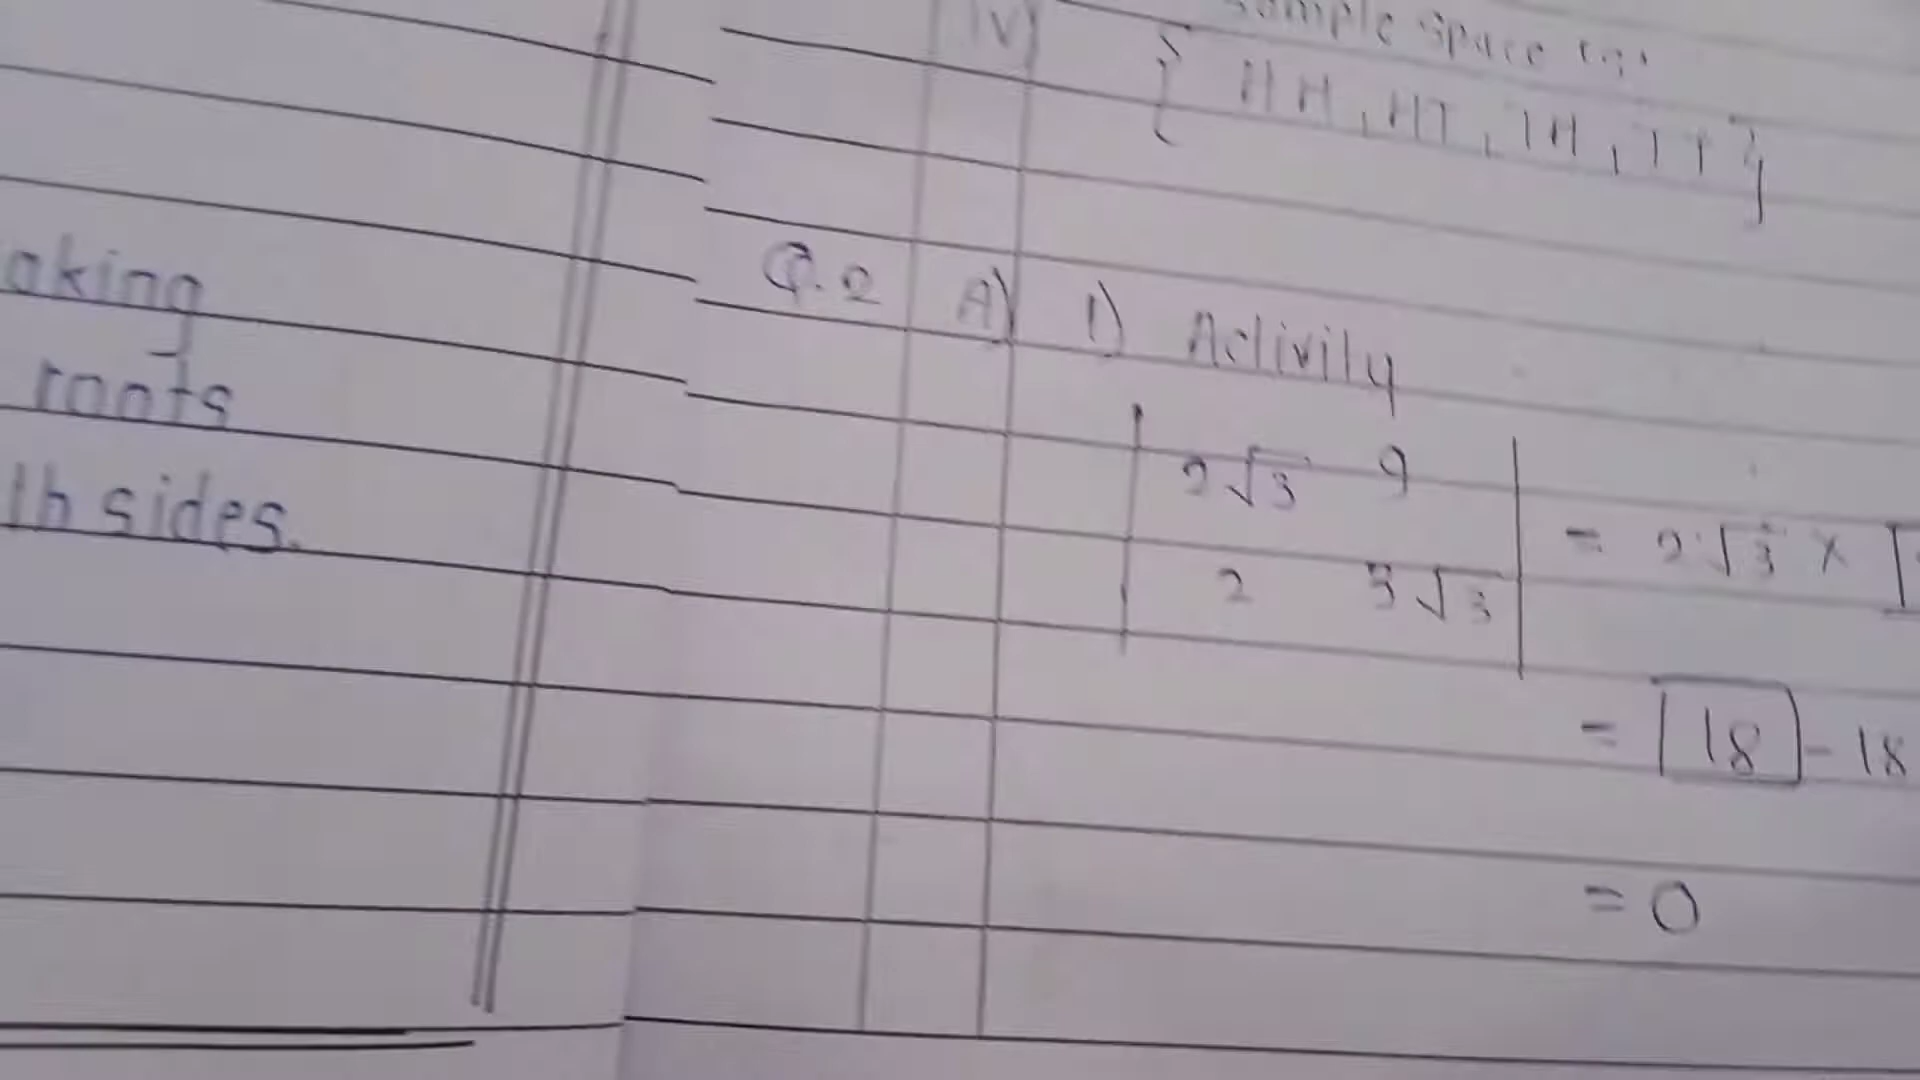 aking
roots
th sides.
iv) sample space
{ HH, HT, TH, TT }
Q.2 A) 1) Activity
| 2√3 9 |
| 2 3√3 | = 2√3 ×
= 18 - 18
= 0